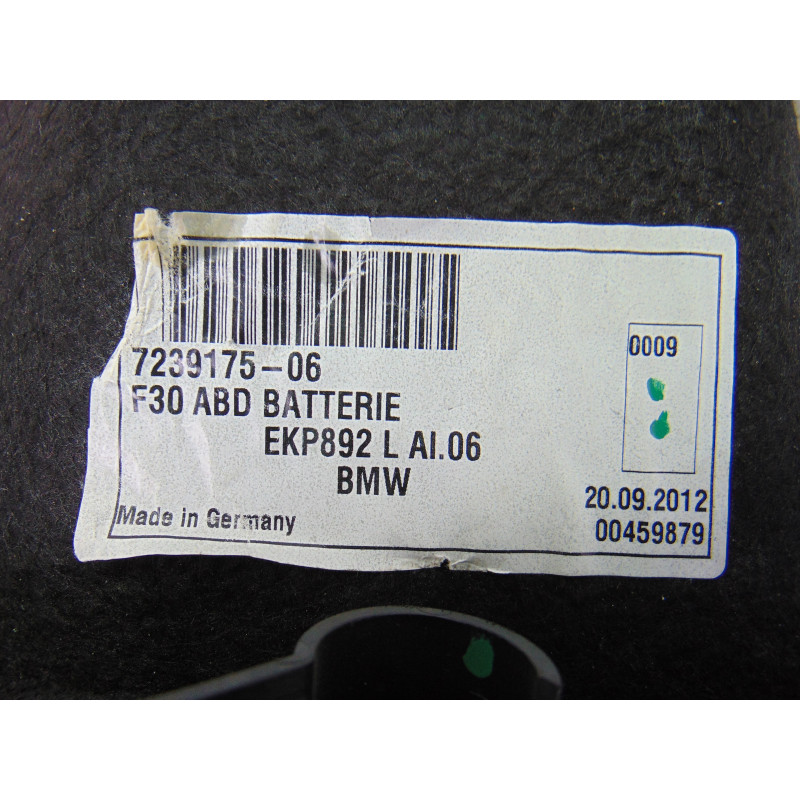 7239175-06
F30 ABD BATTERIE
EKP892 L AI.06
BMW
Made in Germany
0009
20.09.2012
00459879